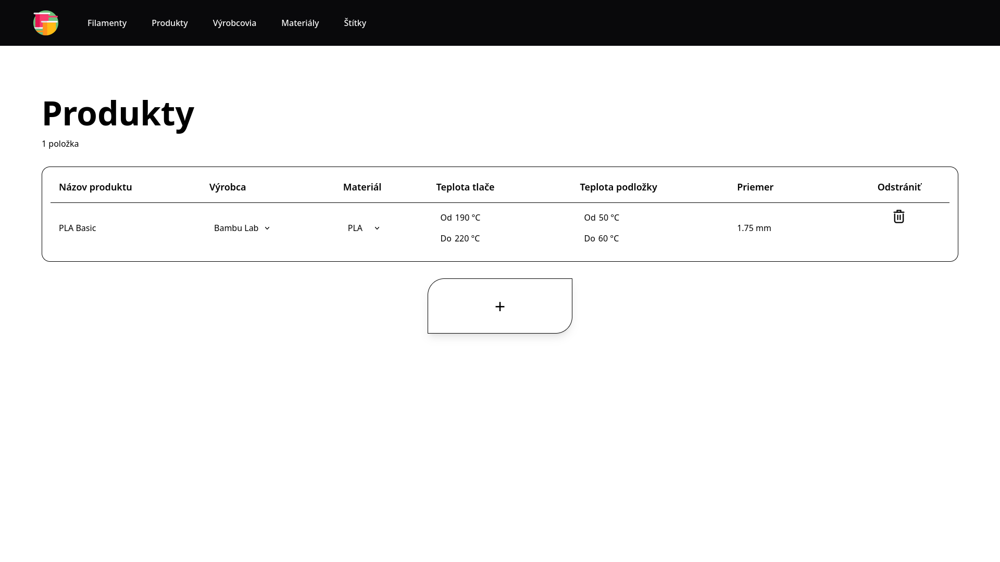 Filamenty Produkty Výrobcovia Materiály Štítky
Produkty
1 položka
Názov produktu Výrobca Materiál Teplota tlače Teplota podložky Priemer Odstrániť
PLA Basic Bambu Lab PLA Od 190 °C Od 50 °C 1.75 mm
Do 220 °C Do 60 °C
+